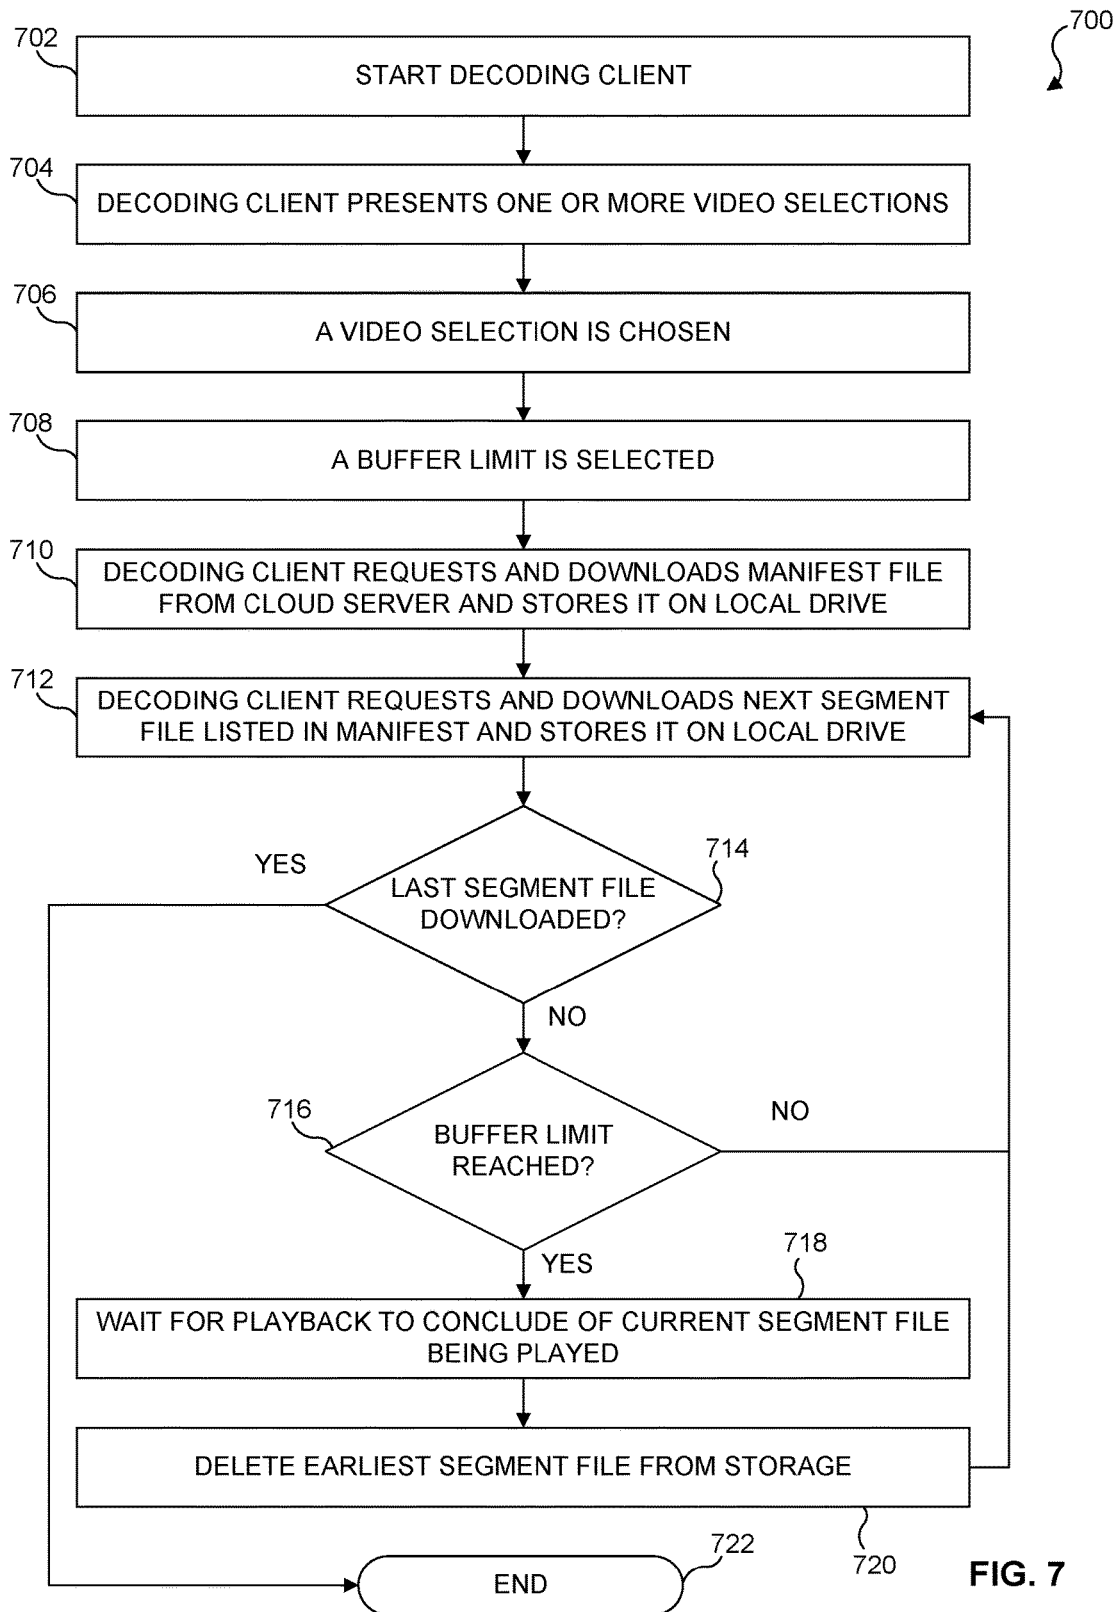 700
702
START DECODING CLIENT
704
DECODING CLIENT PRESENTS ONE OR MORE VIDEO SELECTIONS
706
A VIDEO SELECTION IS CHOSEN
708
A BUFFER LIMIT IS SELECTED
710
DECODING CLIENT REQUESTS AND DOWNLOADS MANIFEST FILE
FROM CLOUD SERVER AND STORES IT ON LOCAL DRIVE
712
DECODING CLIENT REQUESTS AND DOWNLOADS NEXT SEGMENT
FILE LISTED IN MANIFEST AND STORES IT ON LOCAL DRIVE
YES
714
LAST SEGMENT FILE
DOWNLOADED?
NO
716
NO
BUFFER LIMIT
REACHED?
YES
718
WAIT FOR PLAYBACK TO CONCLUDE OF CURRENT SEGMENT FILE
BEING PLAYED
DELETE EARLIEST SEGMENT FILE FROM STORAGE
720
722
END
FIG. 7